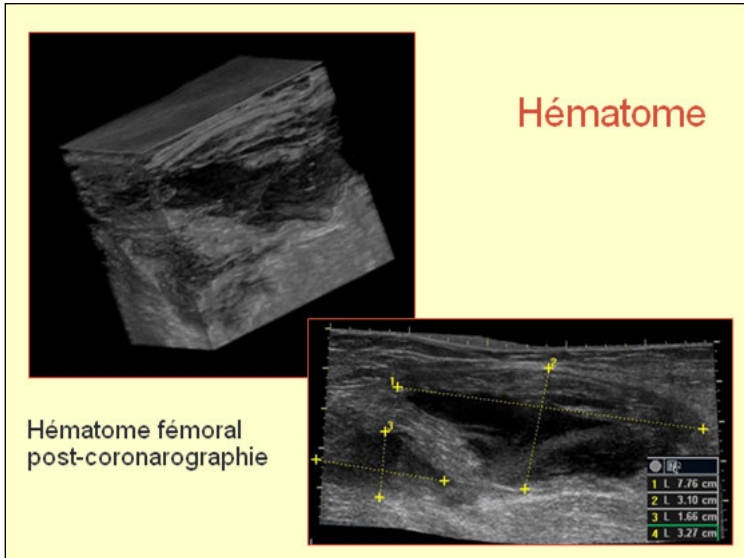 Hématome
Hématome fémoral
post-coronarographie
1
2
3
1 L 7.76 cm
2 L 3.10 cm
3 L 1.66 cm
4 L 3.27 cm